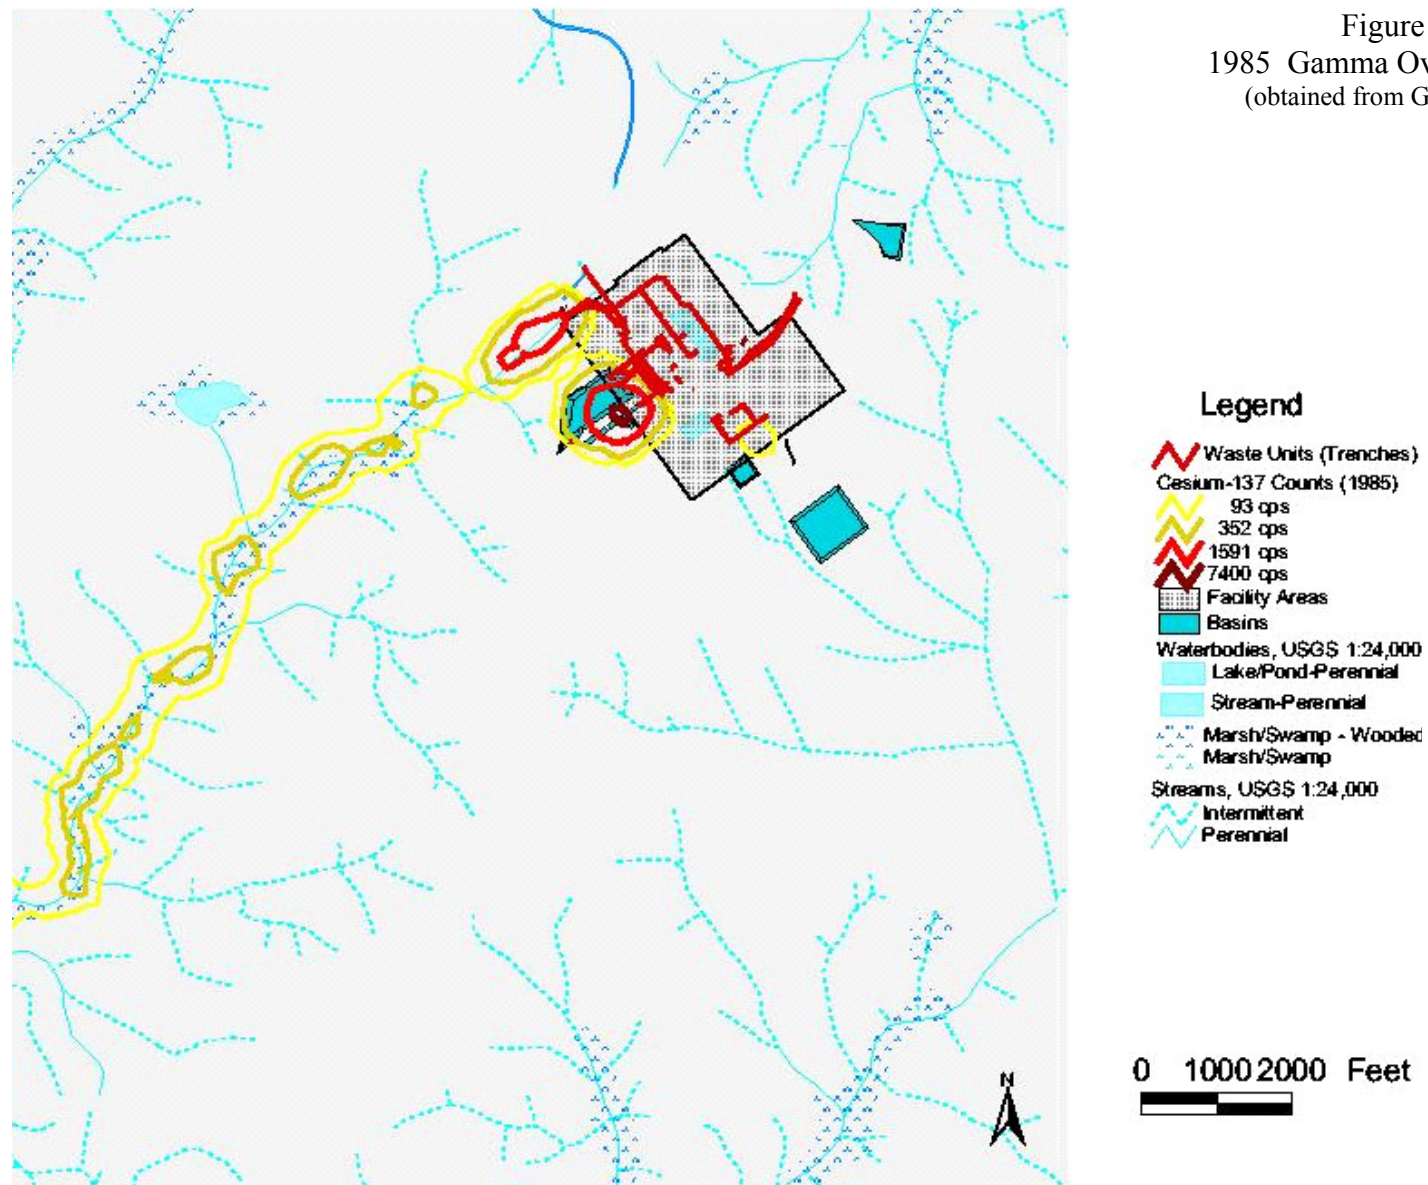 Figure
1985 Gamma Ov
(obtained from G
Legend
Waste Units (Trenches)
Cesium-137 Counts (1985)
93 cps
352 cps
1591 cps
7400 cps
Facility Areas
Basins
Waterbodies, USGS 1:24,000
Lake/Pond-Perennial
Stream-Perennial
Marsh/Swamp - Wooded
Marsh/Swamp
Streams, USGS 1:24,000
Intermittent
Perennial
N
0 1000 2000 Feet